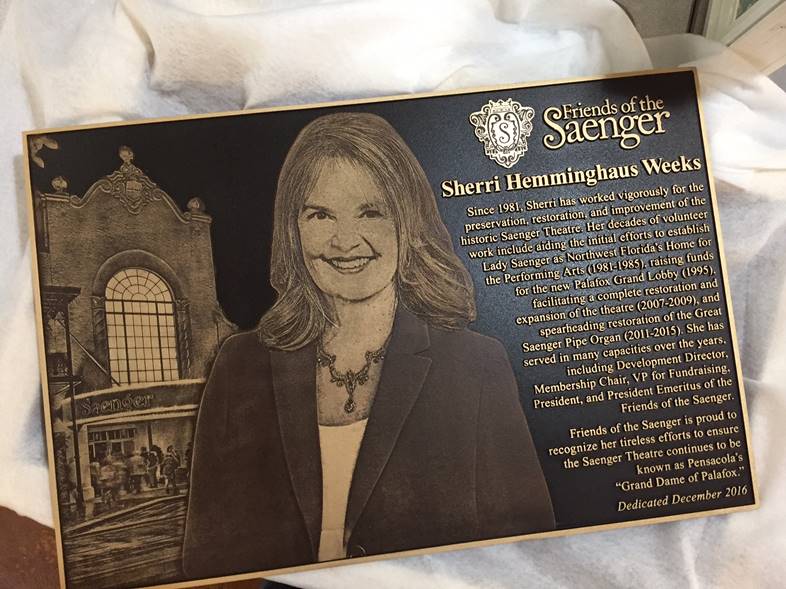 Friends of the
Saenger
S
Sherri Hemminghaus Weeks
Since 1981, Sherri has worked vigorously for the
preservation, restoration, and improvement of the
historic Saenger Theatre. Her decades of volunteer
work include aiding the initial efforts to establish
Lady Saenger as Northwest Florida's Home for
the Performing Arts (1981-1985), raising funds
for the new Palafox Grand Lobby (1995),
facilitating a complete restoration and
expansion of the theatre (2007-2009), and
spearheading restoration of the Great
Saenger Pipe Organ (2011-2015). She has
served in many capacities over the years,
including Development Director,
Membership Chair, VP for Fundraising,
President, and President Emeritus of the
Friends of the Saenger.
Friends of the Saenger is proud to
recognize her tireless efforts to ensure
the Saenger Theatre continues to be
known as Pensacola's
“Grand Dame of Palafox.”
Dedicated December 2016
Saenger